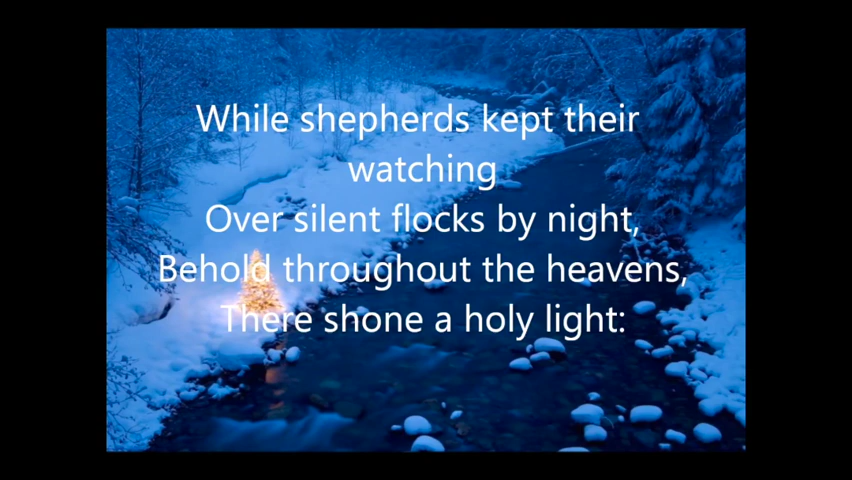 While shepherds kept their
watching
Over silent flocks by night,
Behold throughout the heavens,
There shone a holy light: